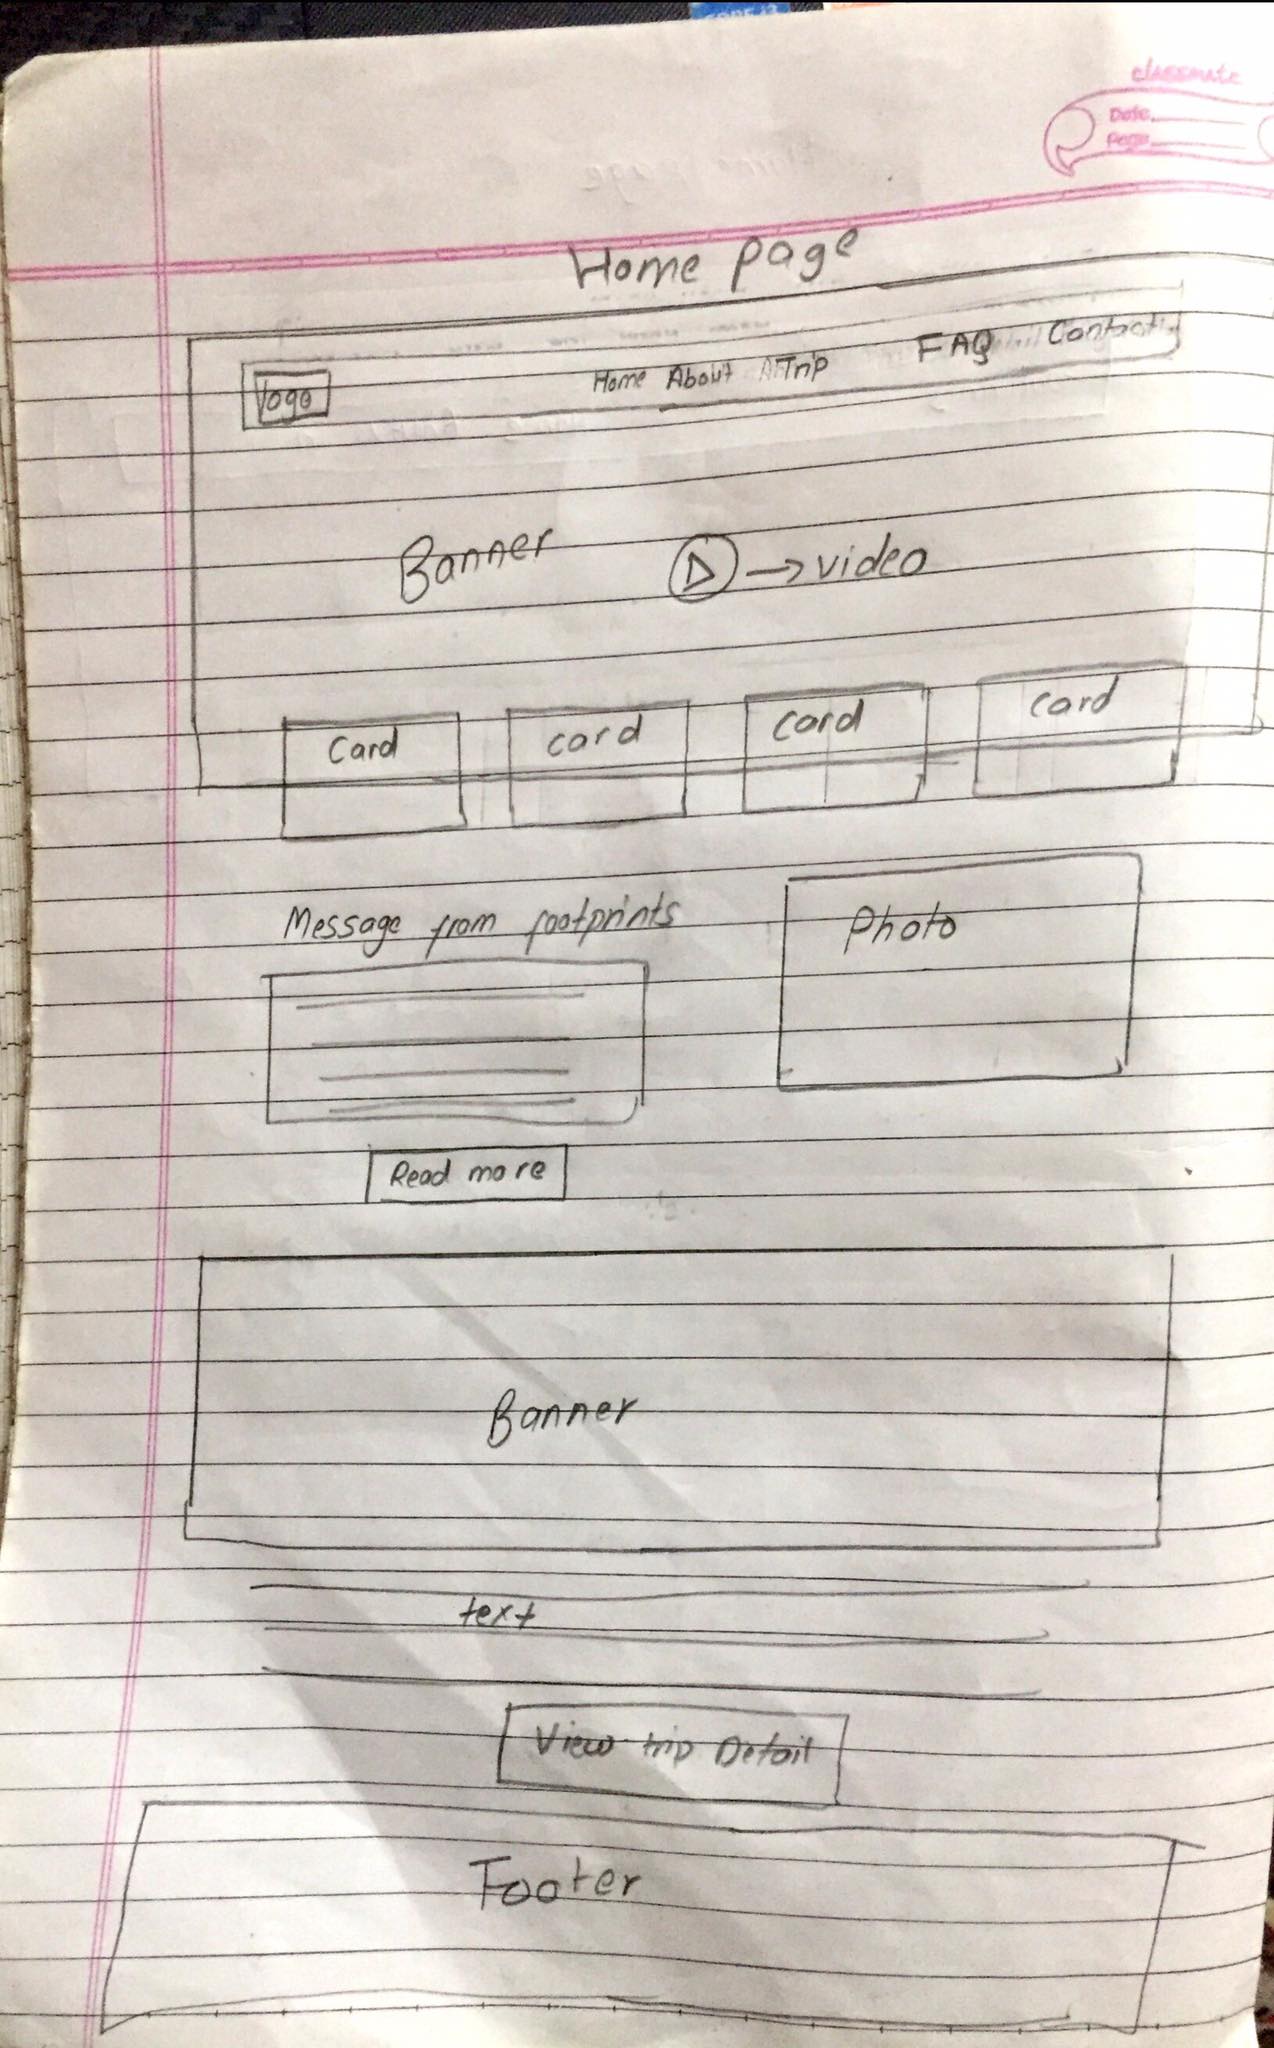 classmate
Date
Page
Home page
logo Home About Trip FAQ Contact
Banner → video
Card card card card
Message from footprints
Photo
Read more
Banner
text
View trip Detail
Footer